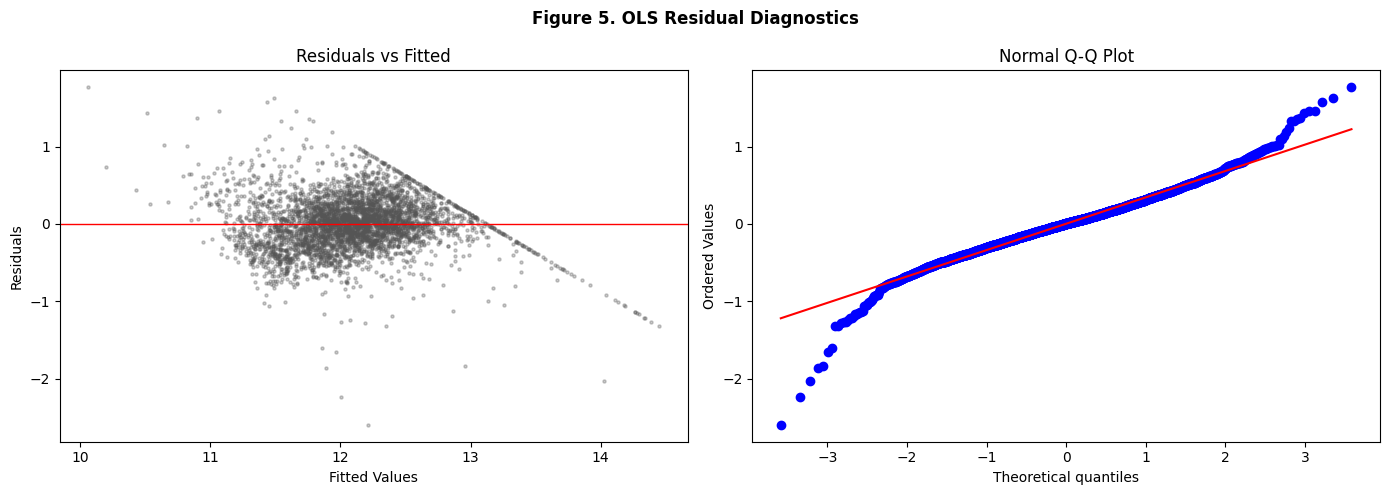 Figure 5. OLS Residual Diagnostics
Residuals vs Fitted
Residuals
1
0
−1
−2
10 11 12 13 14
Fitted Values
Normal Q-Q Plot
Ordered Values
1
0
−1
−2
−3 −2 −1 0 1 2 3
Theoretical quantiles